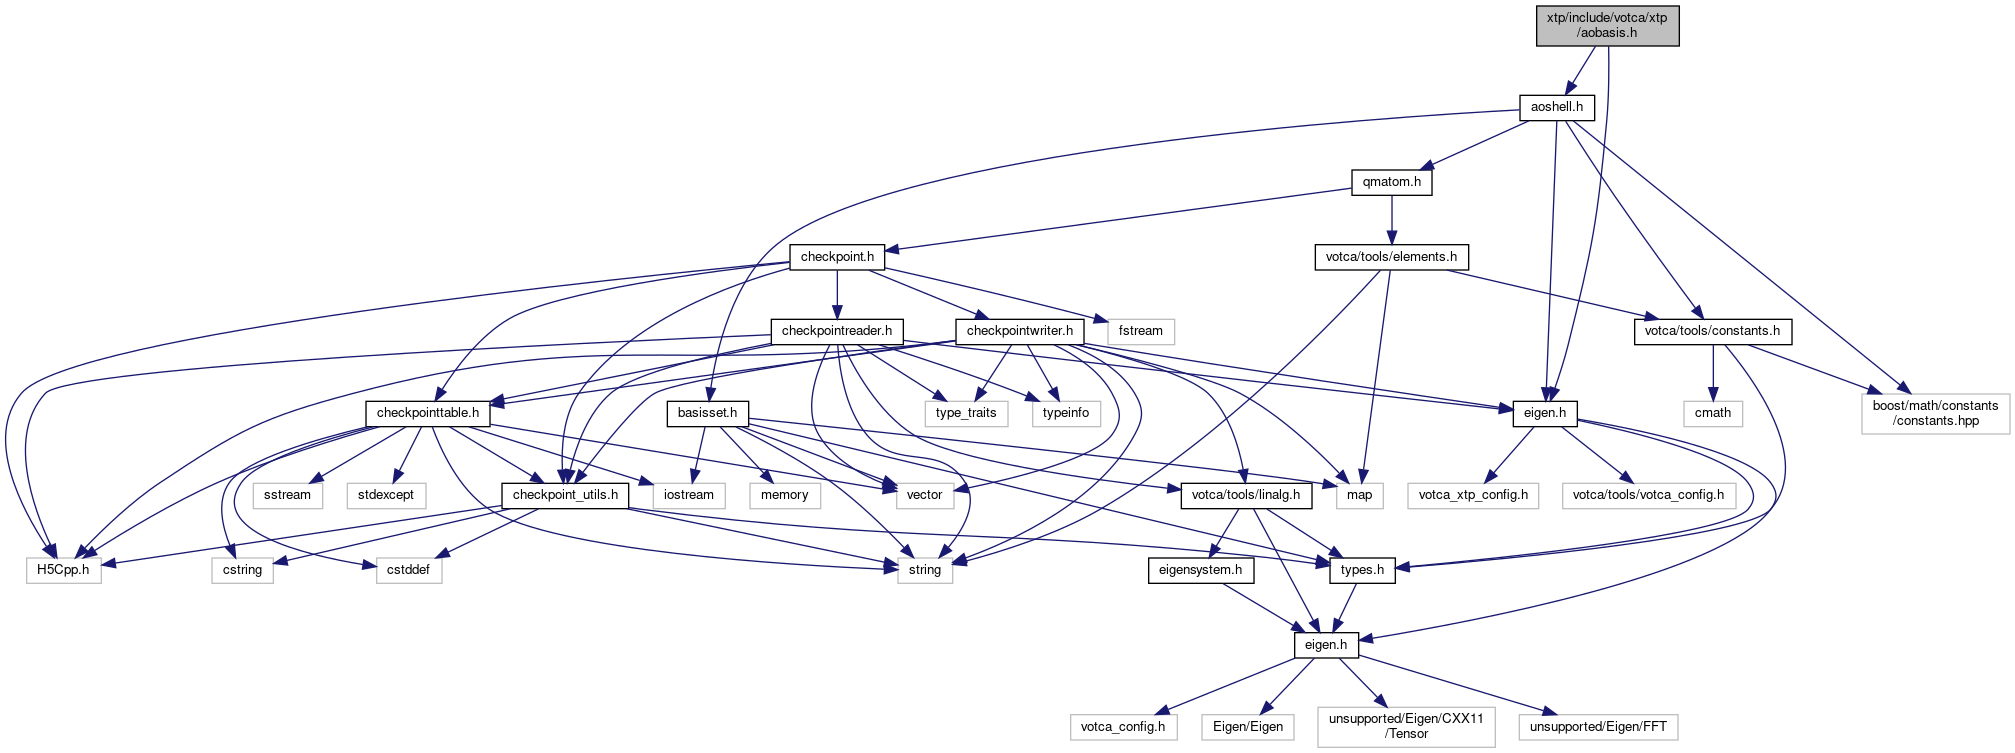 xtp/include/votca/xtp
/aobasis.h
aoshell.h
qmatom.h
checkpoint.h
votca/tools/elements.h
checkpointreader.h
checkpointwriter.h
fstream
votca/tools/constants.h
checkpointtable.h
basisset.h
type_traits
typeinfo
eigen.h
cmath
boost/math/constants
/constants.hpp
sstream
stdexcept
checkpoint_utils.h
iostream
memory
vector
votca/tools/linalg.h
map
votca_xtp_config.h
votca/tools/votca_config.h
H5Cpp.h
cstring
cstddef
string
eigensystem.h
types.h
eigen.h
votca_config.h
Eigen/Eigen
unsupported/Eigen/CXX11
/Tensor
unsupported/Eigen/FFT